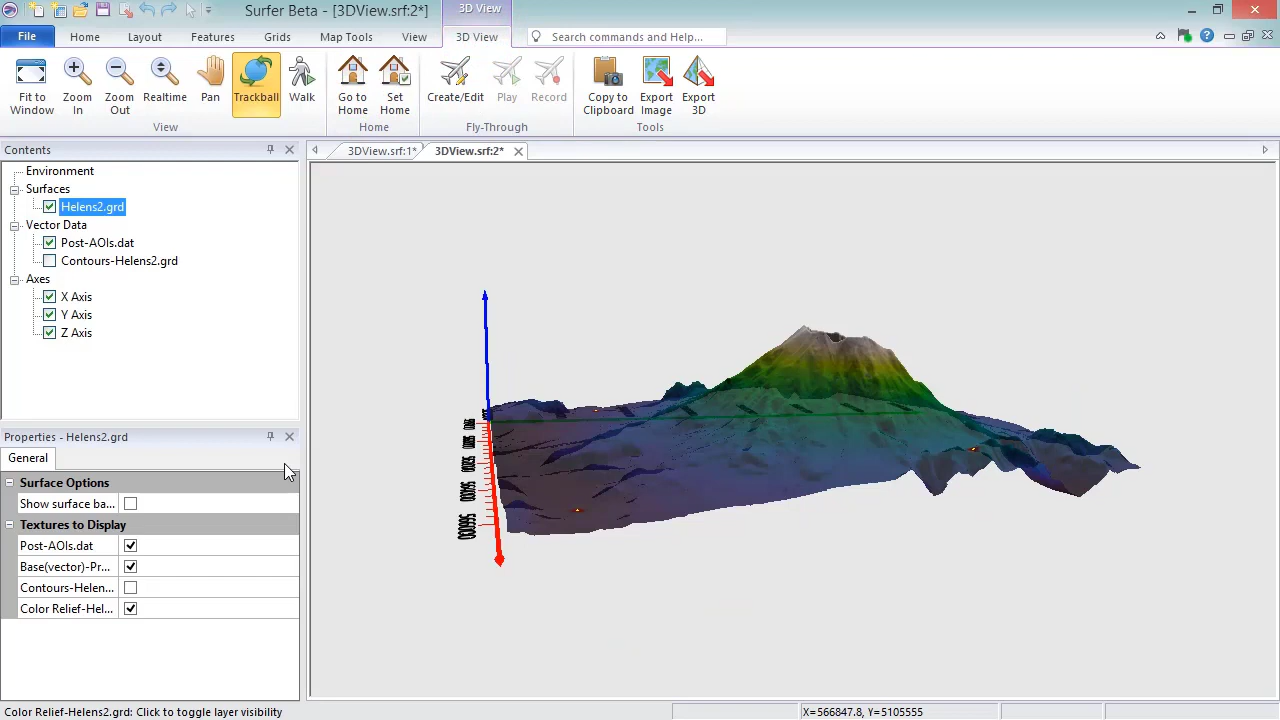 Surfer Beta - [3DView.srf:2*]
3D View
File
Home
Layout
Features
Grids
Map Tools
View
3D View
Search commands and Help...
Fit to Window
Zoom In
Zoom Out
Realtime
Pan
Trackball
Walk
Go to Home
Set Home
Create/Edit
Play
Record
Copy to Clipboard
Export Image
Export 3D
View
Home
Fly-Through
Tools
Contents
3DView.srf:1*
3DView.srf:2*
Environment
Surfaces
Helens2.grd
Vector Data
Post-AOIs.dat
Contours-Helens2.grd
Axes
X Axis
Y Axis
Z Axis
Properties - Helens2.grd
General
Surface Options
Show surface ba...
Textures to Display
Post-AOIs.dat
Base(vector)-Pr...
Contours-Helen...
Color Relief-Hel...
Color Relief-Helens2.grd: Click to toggle layer visibility
X=566847.8, Y=5105555